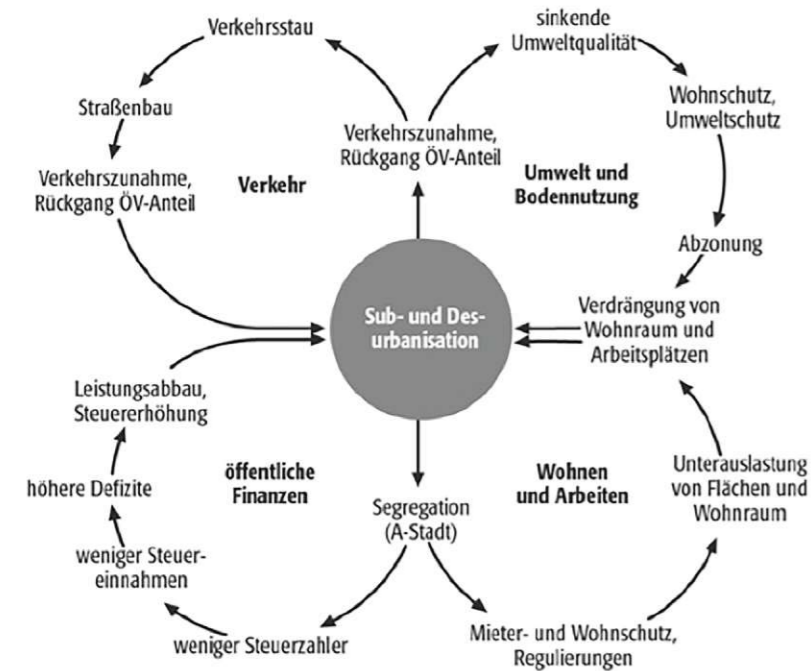 Verkehrsstau
sinkende
Umweltqualität
Straßenbau
Wohnschutz,
Umweltschutz
Verkehrszunahme,
Rückgang ÖV-Anteil
Verkehrszunahme,
Rückgang ÖV-Anteil
Verkehr
Umwelt und
Bodennutzung
Abzonung
Sub- und Des-
urbanisation
Verdrängung von
Wohnraum und
Arbeitsplätzen
Leistungsabbau,
Steuererhöhung
öffentliche
Finanzen
Wohnen
und Arbeiten
Unterauslastung
von Flächen und
Wohnraum
höhere Defizite
Segregation
(A-Stadt)
weniger Steuer-
einnahmen
weniger Steuerzahler
Mieter- und Wohnschutz,
Regulierungen